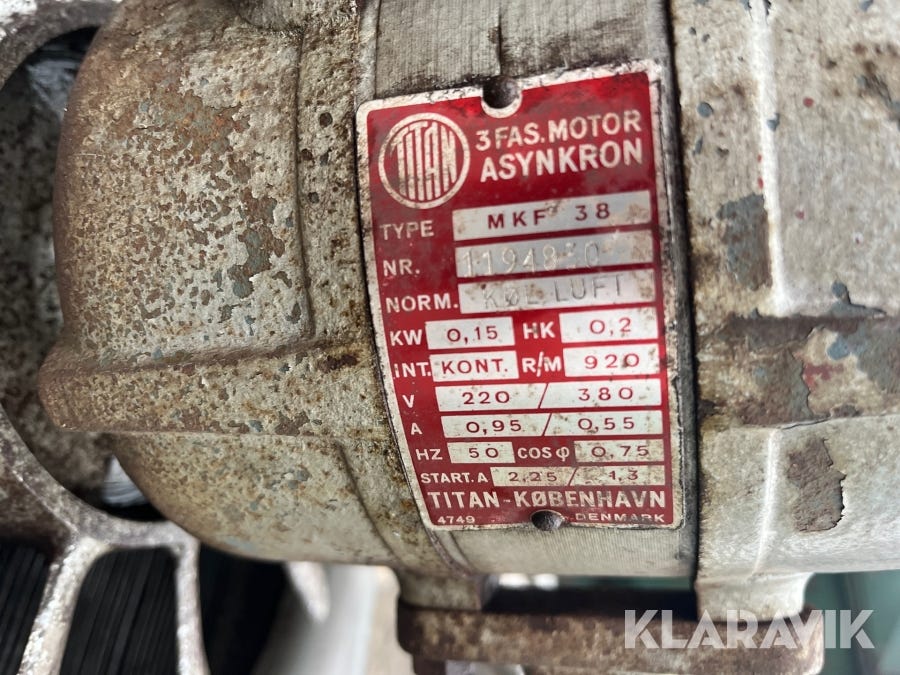 TITAN
3 FAS. MOTOR
ASYNKRON
TYPE MKF 38
NR.
NORM. KØL LUFT
KW 0,15 HK 0,2
INT. KONT. R/M 920
V 220 / 380
A 0,95 / 0,55
HZ 50 COS φ 0,75
START. A 2,25 / 1,3
TITAN-KØBENHAVN
4749 DENMARK
KLARAVIK